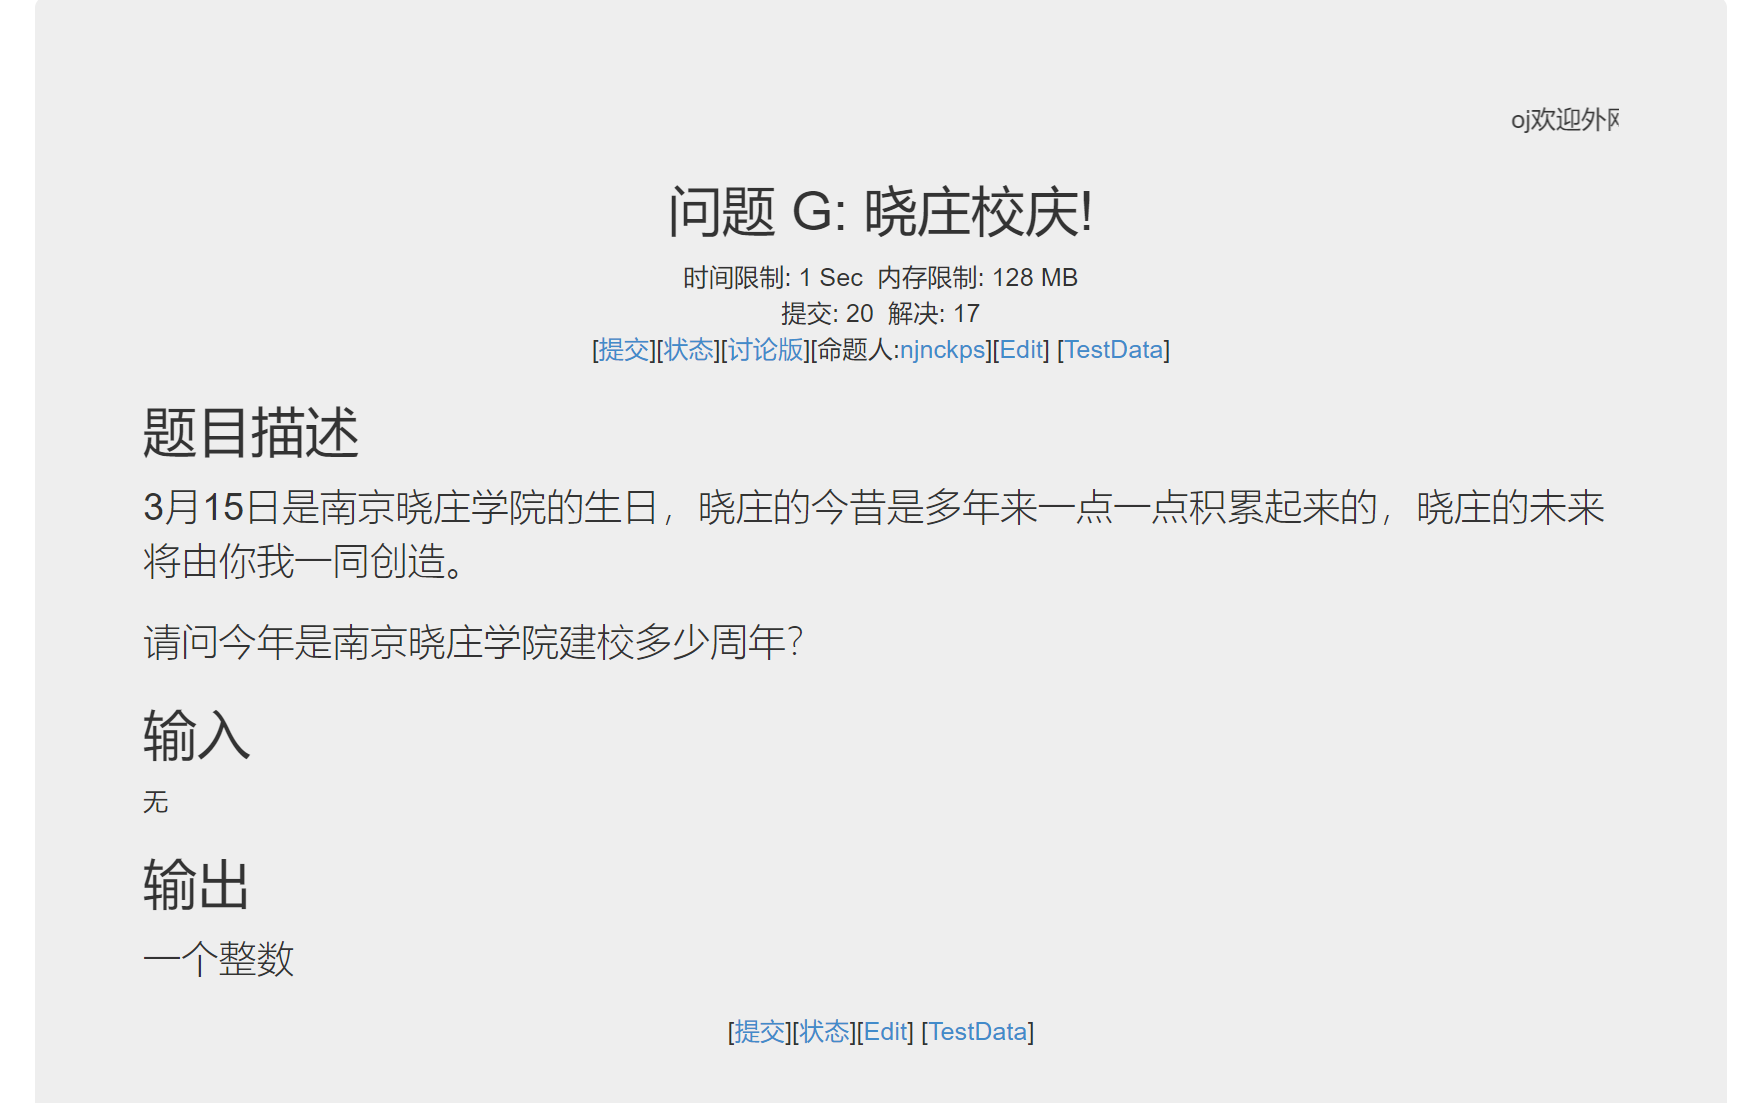 oj欢迎外
问题 G: 晓庄校庆!
时间限制: 1 Sec 内存限制: 128 MB
提交: 20 解决: 17
[提交][状态][讨论版][命题人:njnckps][Edit] [TestData]
题目描述
3月15日是南京晓庄学院的生日，晓庄的今昔是多年来一点一点积累起来的，晓庄的未来
将由你我一同创造。
请问今年是南京晓庄学院建校多少周年？
输入
无
输出
一个整数
[提交][状态][Edit] [TestData]